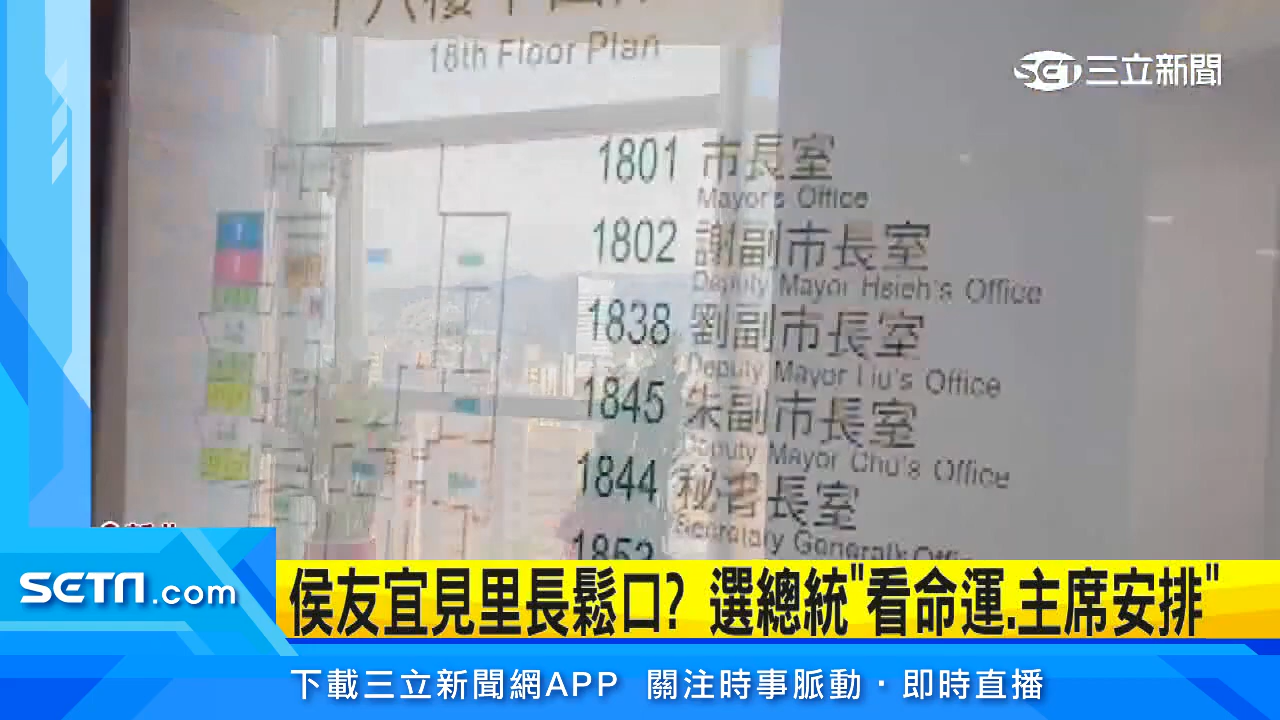 18th Floor Plan
SET 三立新聞
1801 市長室
Mayor's Office
1802 謝副市長室
Deputy Mayor Hsieh's Office
1838 劉副市長室
Deputy Mayor Liu's Office
1845 朱副市長室
Deputy Mayor Chu's Office
1844 秘書長室
Secretary General's
SETN.com
侯友宜見里長鬆口? 選總統"看命運.主席安排"
下載三立新聞網APP 關注時事脈動・即時直播